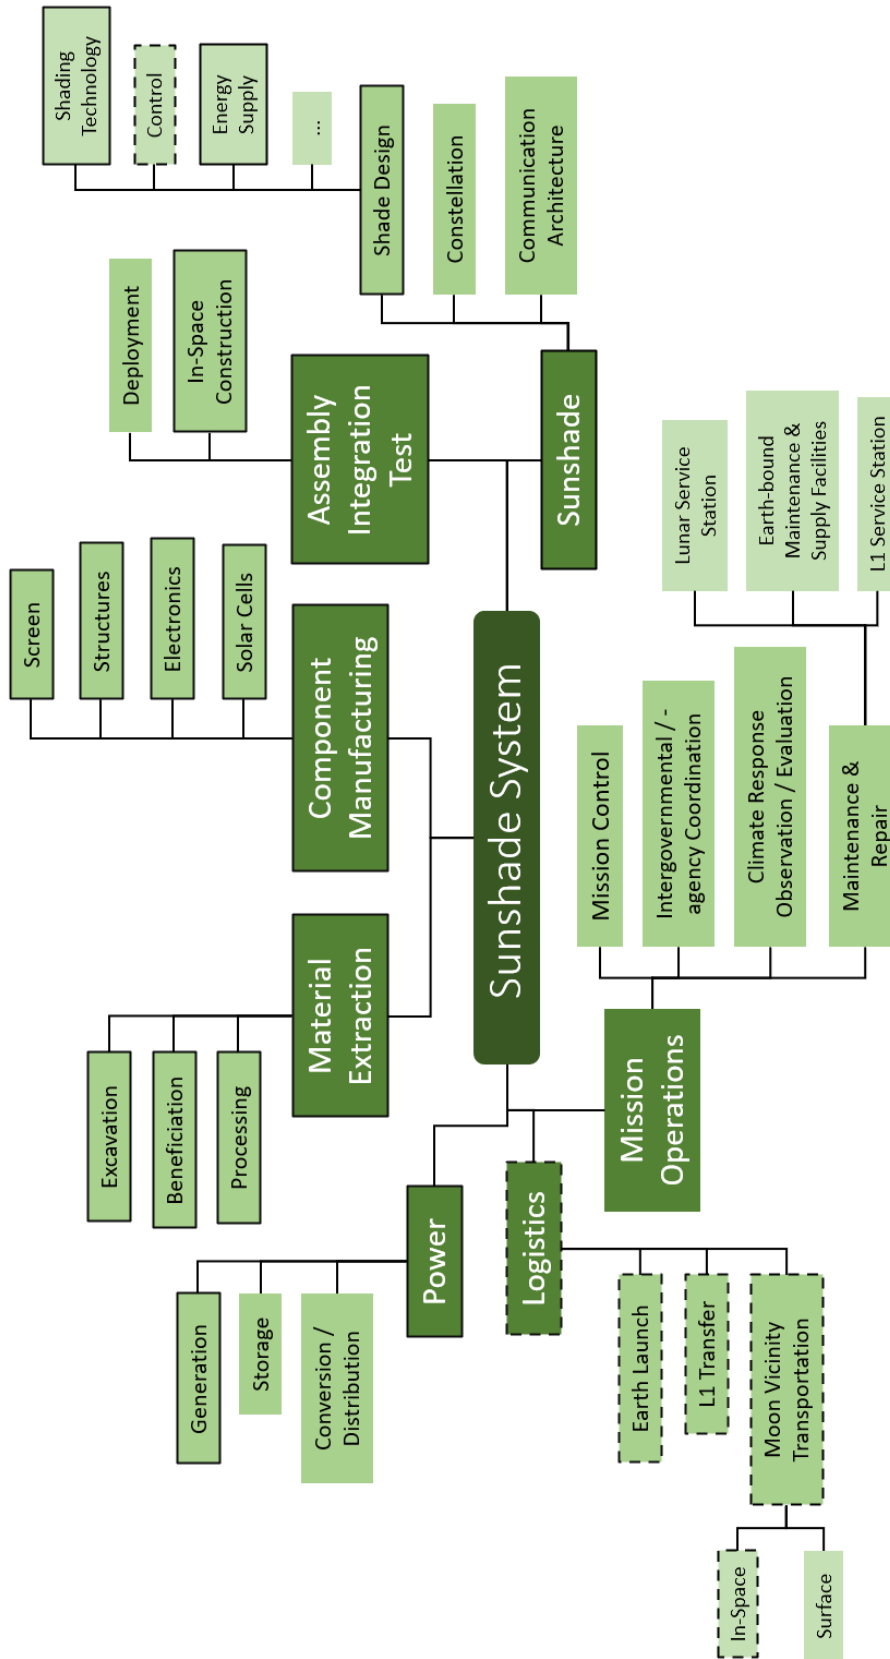 Sunshade System
Power
Generation
Storage
Conversion /
Distribution
Material
Extraction
Excavation
Beneficiation
Processing
Component
Manufacturing
Screen
Structures
Electronics
Solar Cells
Assembly
Integration
Test
Deployment
In-Space
Construction
Sunshade
Shade Design
Shading
Technology
Control
Energy
Supply
...
Constellation
Communication
Architecture
Logistics
Earth Launch
L1 Transfer
Moon Vicinity
Transportation
In-Space
Surface
Mission
Operations
Mission Control
Intergovernmental / -
agency Coordination
Climate Response
Observation / Evaluation
Maintenance &
Repair
Lunar Service
Station
Earth-bound
Maintenance &
Supply Facilities
L1 Service Station